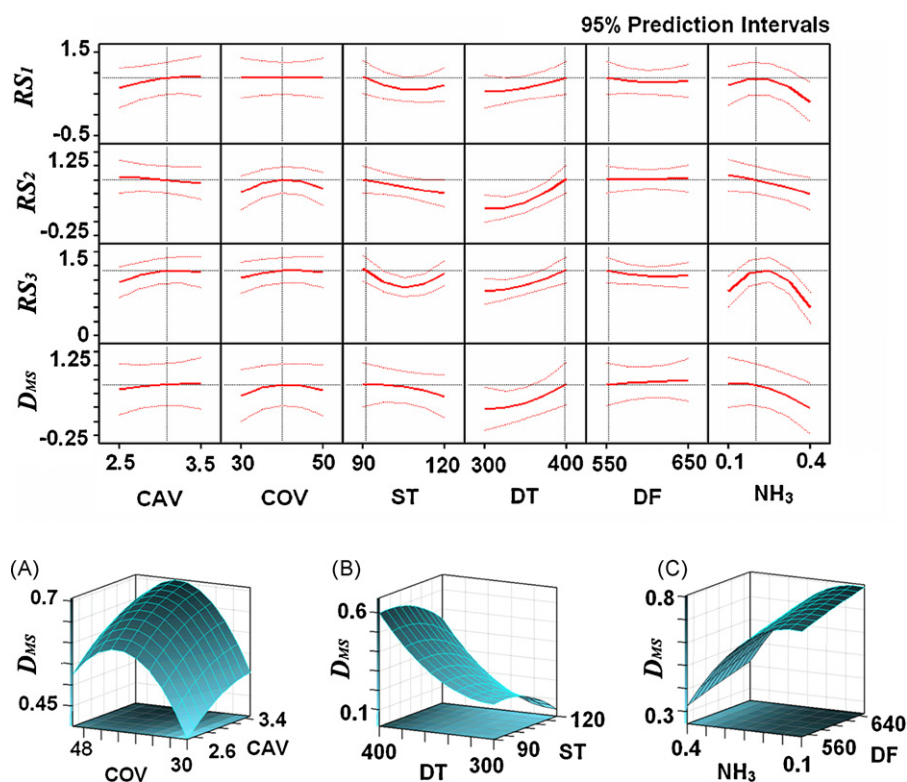 95% Prediction Intervals
1.5
RS1
-0.5
1.25
RS2
-0.25
1.5
RS3
0
1.25
DMS
-0.25
2.5 3.5 30 50 90 120 300 400 550 650 0.1 0.4
CAV COV ST DT DF NH3
(A) (B) (C)
0.7 0.6 0.8
DMS DMS DMS
0.45 0.1 0.3
48 30 2.6 3.4 400 300 90 120 0.4 0.1 560 640
COV CAV DT ST NH3 DF